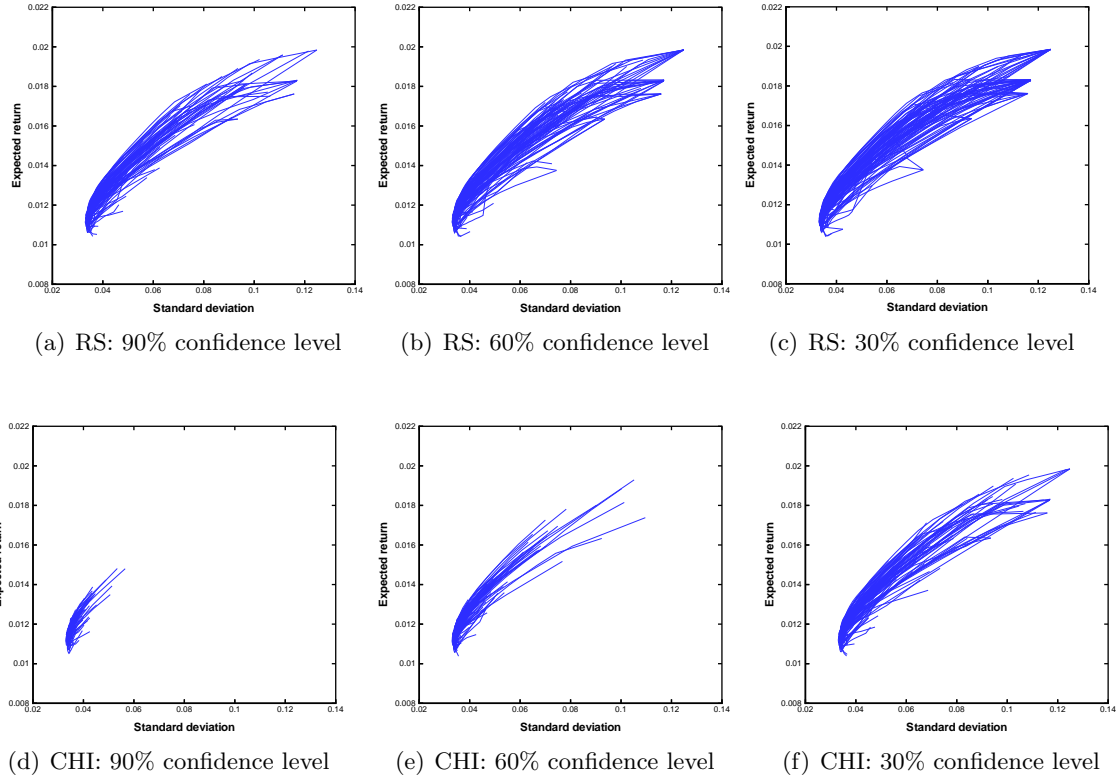 0.022
0.02
0.018
0.016
0.014
0.012
0.01
0.008
Expected return
0.02 0.04 0.06 0.08 0.1 0.12 0.14
Standard deviation
(a) RS: 90% confidence level
0.022
0.02
0.018
0.016
0.014
0.012
0.01
0.008
Expected return
0.02 0.04 0.06 0.08 0.1 0.12 0.14
Standard deviation
(b) RS: 60% confidence level
0.022
0.02
0.018
0.016
0.014
0.012
0.01
0.008
Expected return
0.02 0.04 0.06 0.08 0.1 0.12 0.14
Standard deviation
(c) RS: 30% confidence level
0.022
0.02
0.018
0.016
0.014
0.012
0.01
0.008
Expected return
0.02 0.04 0.06 0.08 0.1 0.12 0.14
Standard deviation
(d) CHI: 90% confidence level
0.022
0.02
0.018
0.016
0.014
0.012
0.01
0.008
Expected return
0.02 0.04 0.06 0.08 0.1 0.12 0.14
Standard deviation
(e) CHI: 60% confidence level
0.022
0.02
0.018
0.016
0.014
0.012
0.01
0.008
Expected return
0.02 0.04 0.06 0.08 0.1 0.12 0.14
Standard deviation
(f) CHI: 30% confidence level